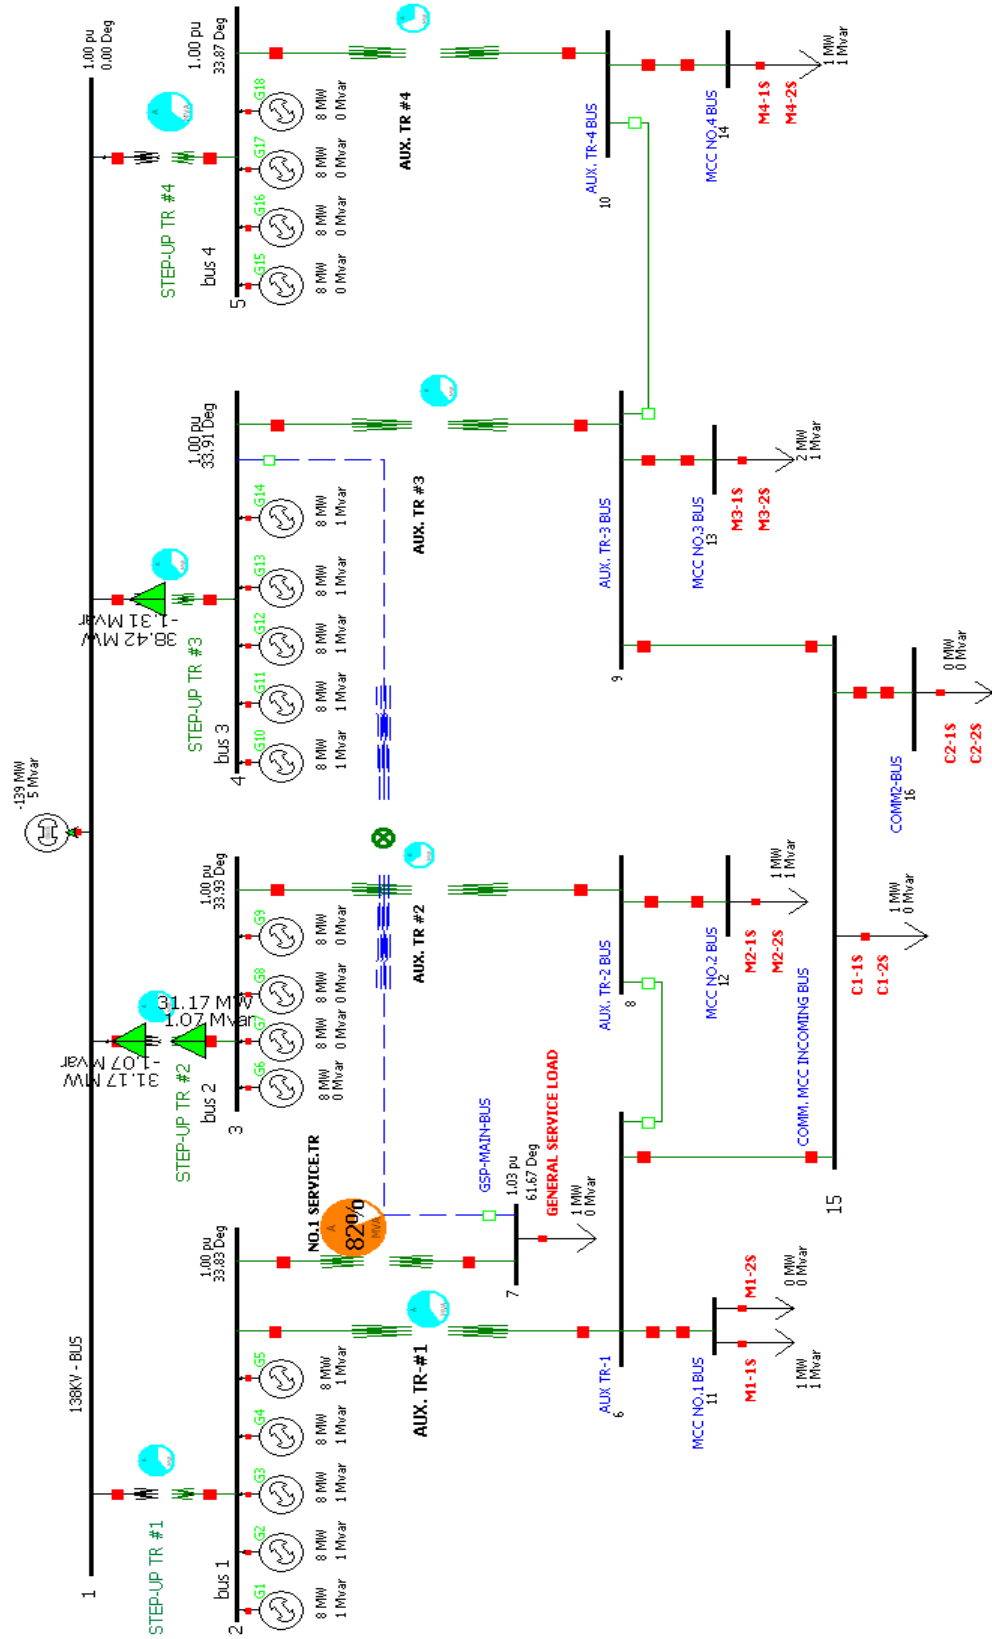 138KV - BUS
1
-139 MW
5 Mvar
1.00 pu
0.00 Deg
STEP-UP TR #1
STEP-UP TR #2
31.17 MW
-1.07 Mvar
31.17 MW
1.07 Mvar
STEP-UP TR #3
38.42 MW
-1.31 Mvar
STEP-UP TR #4
A
MVA
bus 1
2
G1
8 MW
1 Mvar
G2
8 MW
1 Mvar
G3
8 MW
1 Mvar
G4
8 MW
1 Mvar
G5
8 MW
1 Mvar
1.00 pu
33.83 Deg
bus 2
3
G6
8 MW
0 Mvar
G7
8 MW
0 Mvar
G8
8 MW
0 Mvar
G9
8 MW
0 Mvar
1.00 pu
33.93 Deg
bus 3
4
G10
8 MW
1 Mvar
G11
8 MW
1 Mvar
G12
8 MW
1 Mvar
G13
8 MW
1 Mvar
G14
8 MW
1 Mvar
1.00 pu
33.91 Deg
bus 4
5
G15
8 MW
0 Mvar
G16
8 MW
0 Mvar
G17
8 MW
0 Mvar
G18
8 MW
0 Mvar
1.00 pu
33.87 Deg
NO.1 SERVICE.TR
A
82%
MVA
AUX. TR-#1
AUX. TR #2
AUX. TR #3
AUX. TR #4
GSP-MAIN-BUS
7
1.03 pu
61.67 Deg
GENERAL SERVICE LOAD
1 MW
0 Mvar
AUX TR-1
6
AUX. TR-2 BUS
8
AUX. TR-3 BUS
9
AUX. TR-4 BUS
10
MCC NO.1 BUS
11
M1-1S
M1-2S
1 MW
1 Mvar
0 MW
0 Mvar
MCC NO.2 BUS
12
M2-1S
M2-2S
1 MW
1 Mvar
MCC NO.3 BUS
13
M3-1S
M3-2S
2 MW
1 Mvar
MCC NO.4 BUS
14
M4-1S
M4-2S
1 MW
1 Mvar
COMM. MCC INCOMING BUS
15
C1-1S
C1-2S
1 MW
0 Mvar
COMM2-BUS
16
C2-1S
C2-2S
0 MW
0 Mvar